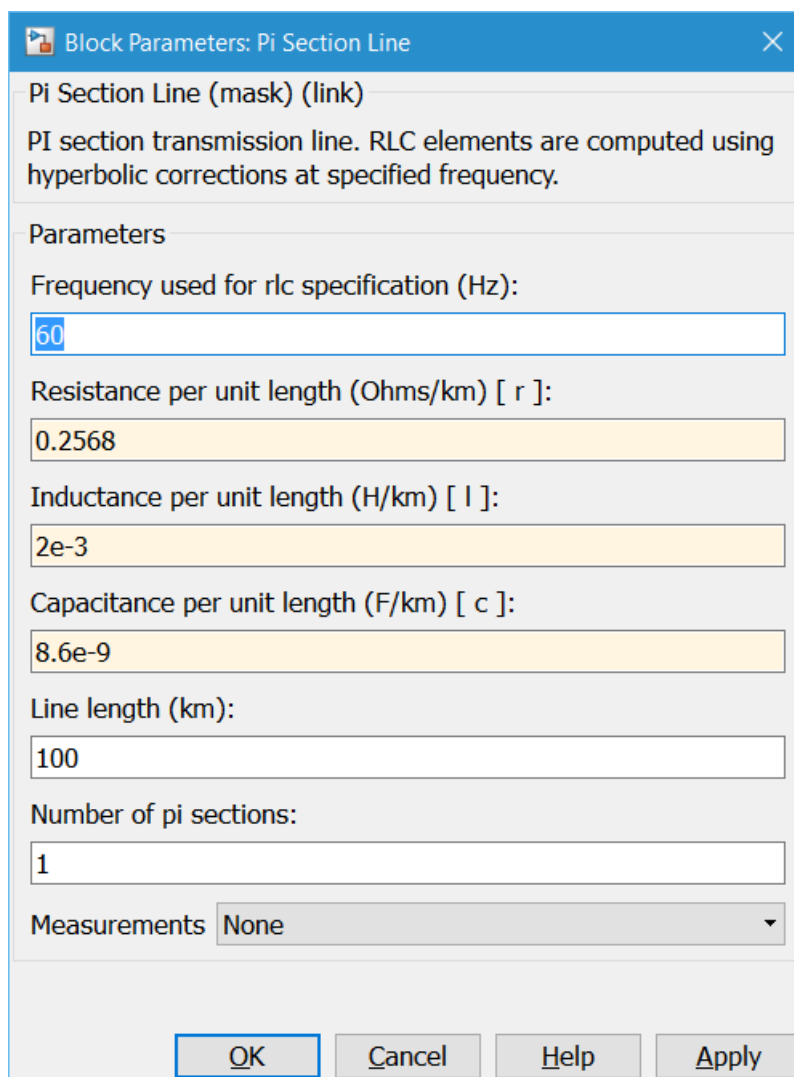 Block Parameters: Pi Section Line
Pi Section Line (mask) (link)
PI section transmission line. RLC elements are computed using
hyperbolic corrections at specified frequency.
Parameters
Frequency used for rlc specification (Hz):
60
Resistance per unit length (Ohms/km) [ r ]:
0.2568
Inductance per unit length (H/km) [ l ]:
2e-3
Capacitance per unit length (F/km) [ c ]:
8.6e-9
Line length (km):
100
Number of pi sections:
1
Measurements None
OK Cancel Help Apply